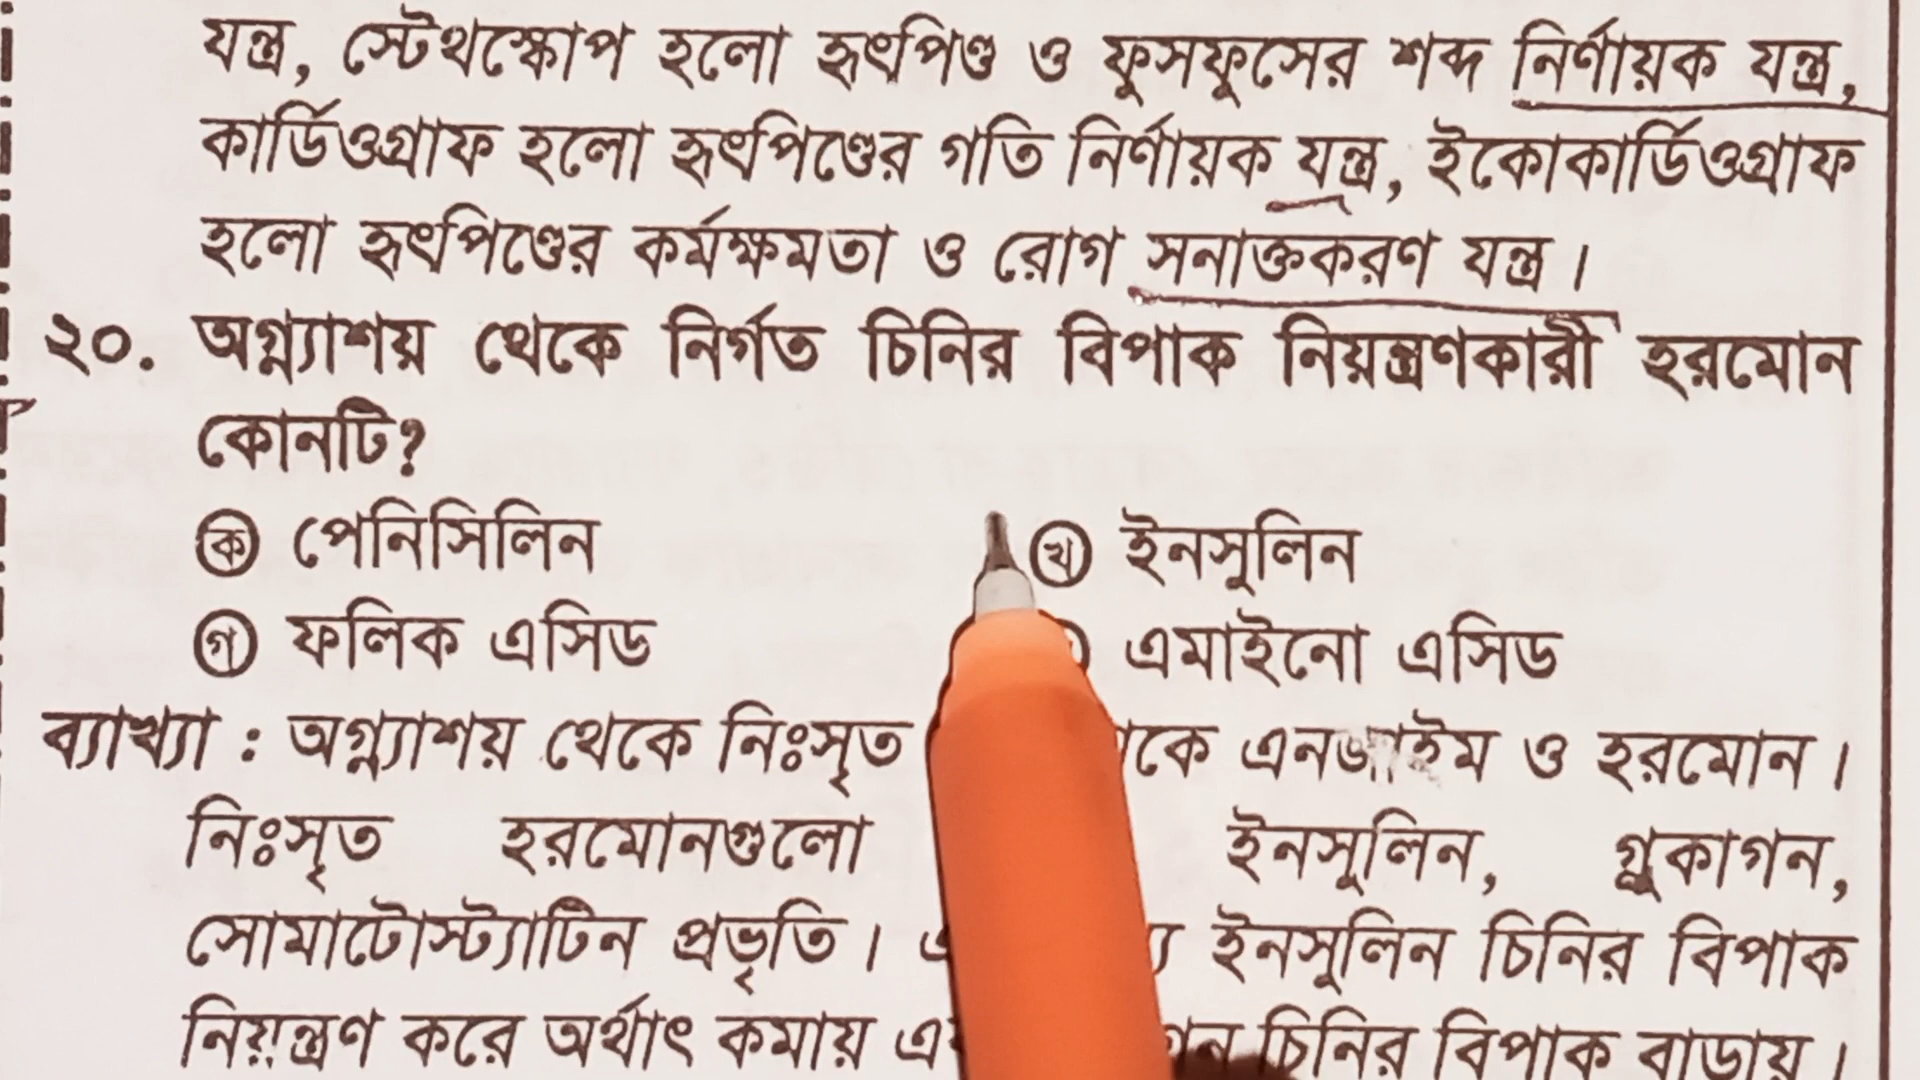 যন্ত্র, স্টেথস্কোপ হলো হৃৎপিণ্ড ও ফুসফুসের শব্দ নির্ণায়ক যন্ত্র,
কার্ডিওগ্রাফ হলো হৃৎপিণ্ডের গতি নির্ণায়ক যন্ত্র, ইকোকার্ডিওগ্রাফ
হলো হৃৎপিণ্ডের কর্মক্ষমতা ও রোগ সনাক্তকরণ যন্ত্র।
২০. অগ্ন্যাশয় থেকে নির্গত চিনির বিপাক নিয়ন্ত্রণকারী হরমোন
কোনটি?
ক পেনিসিলিন খ ইনসুলিন
গ ফলিক এসিড এমাইনো এসিড
ব্যাখ্যা : অগ্ন্যাশয় থেকে নিঃসৃত এনজাইম ও হরমোন।
নিঃসৃত হরমোনগুলো ইনসুলিন, গ্লুকাগন,
সোমাটোস্ট্যাটিন প্রভৃতি। ইনসুলিন চিনির বিপাক
নিয়ন্ত্রণ করে অর্থাৎ কমায় চিনির বিপাক বাড়ায়।